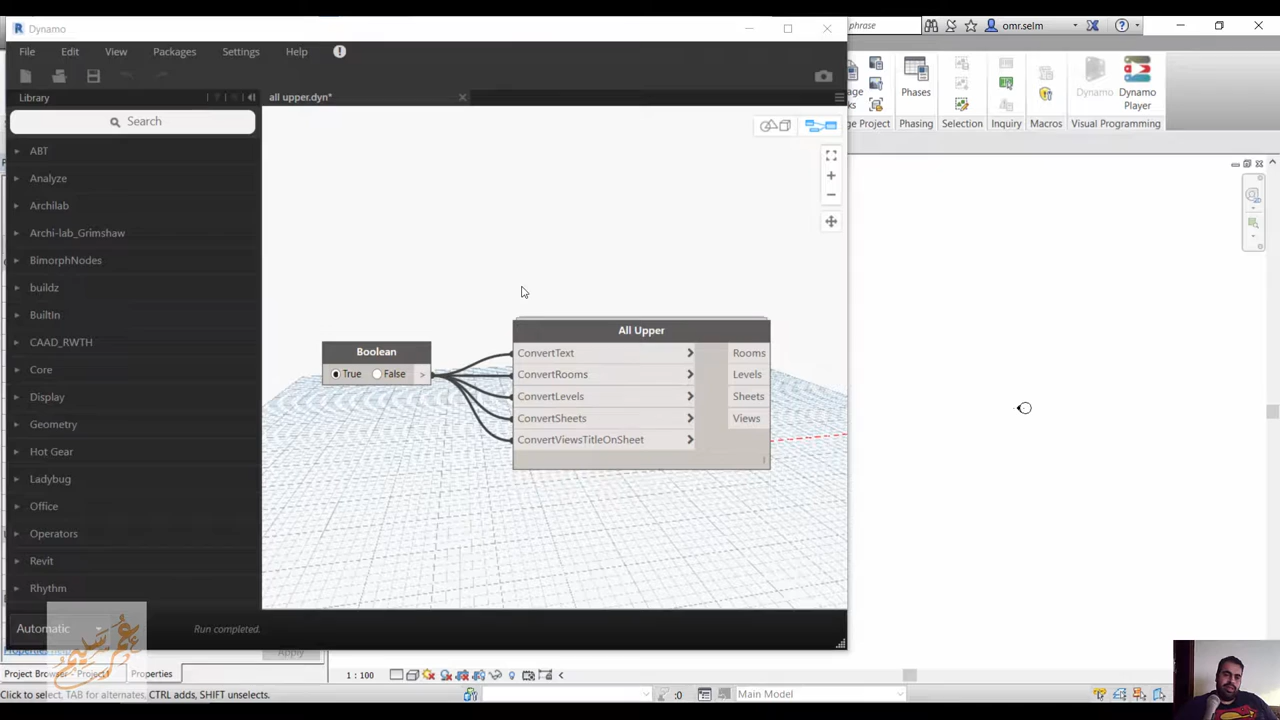 Dynamo
File Edit View Packages Settings Help
Library
all upper.dyn*
Search
ABT
Analyze
Archilab
Archi-lab_Grimshaw
BimorphNodes
buildz
BuiltIn
CAAD_RWTH
Core
Display
Geometry
Hot Gear
Ladybug
Office
Operators
Revit
Rhythm
Boolean
True False >
All Upper
ConvertText
ConvertRooms
ConvertLevels
ConvertSheets
ConvertViewsTitleOnSheet
Rooms
Levels
Sheets
Views
Automatic
Run completed.
عمر سليم
phrase
omr.selm
Phases
Dynamo
Dynamo Player
Project
Phasing
Selection
Inquiry
Macros
Visual Programming
Apply
Project Browser - Project1
Properties
1 : 100
Click to select, TAB for alternates, CTRL adds, SHIFT unselects.
:0
Main Model